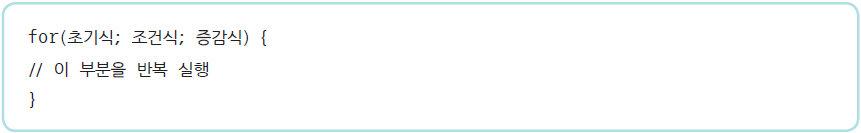 for(초기식; 조건식; 증감식) {
// 이 부분을 반복 실행
}